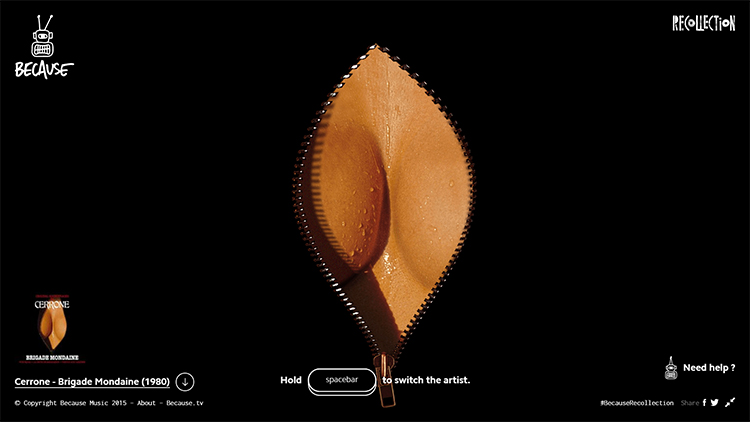 BECAUSE
RECOLLECTION
CERRONE
BRIGADE MONDAINE
Cerrone - Brigade Mondaine (1980)
Hold spacebar to switch the artist.
Need help ?
© Copyright Because Music 2015 - About - Because.tv
#BecauseRecollection Share